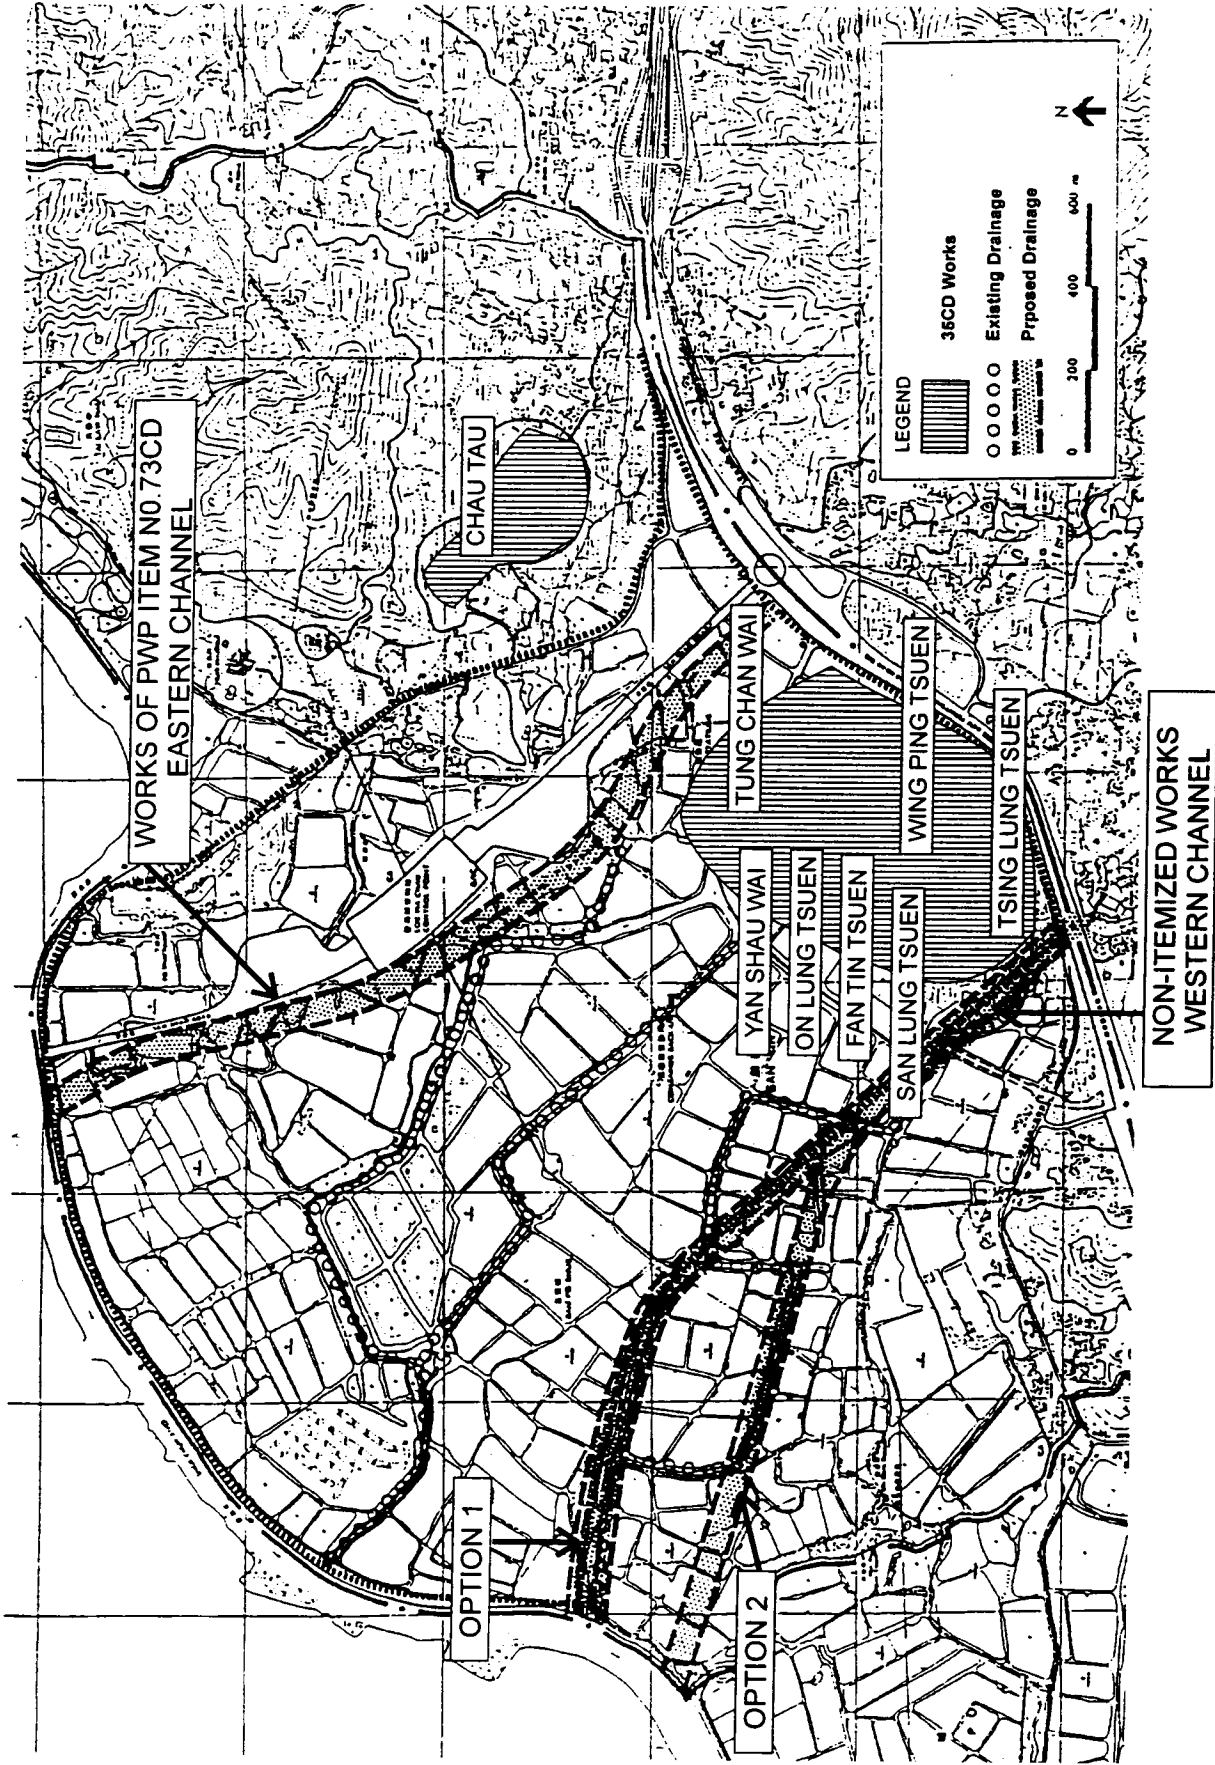 WORKS OF PWP ITEM N0.73CD
EASTERN CHANNEL
CHAU TAU
TUNG CHAN WAI
WING PING TSUEN
TSING LUNG TSUEN
YAN SHAU WAI
ON LUNG TSUEN
FAN TIN TSUEN
SAN LUNG TSUEN
OPTION 1
OPTION 2
NON-ITEMIZED WORKS
WESTERN CHANNEL
LEGEND
35CD Works
Existing Drainage
Prposed Drainage
0 200 400 600 m
N